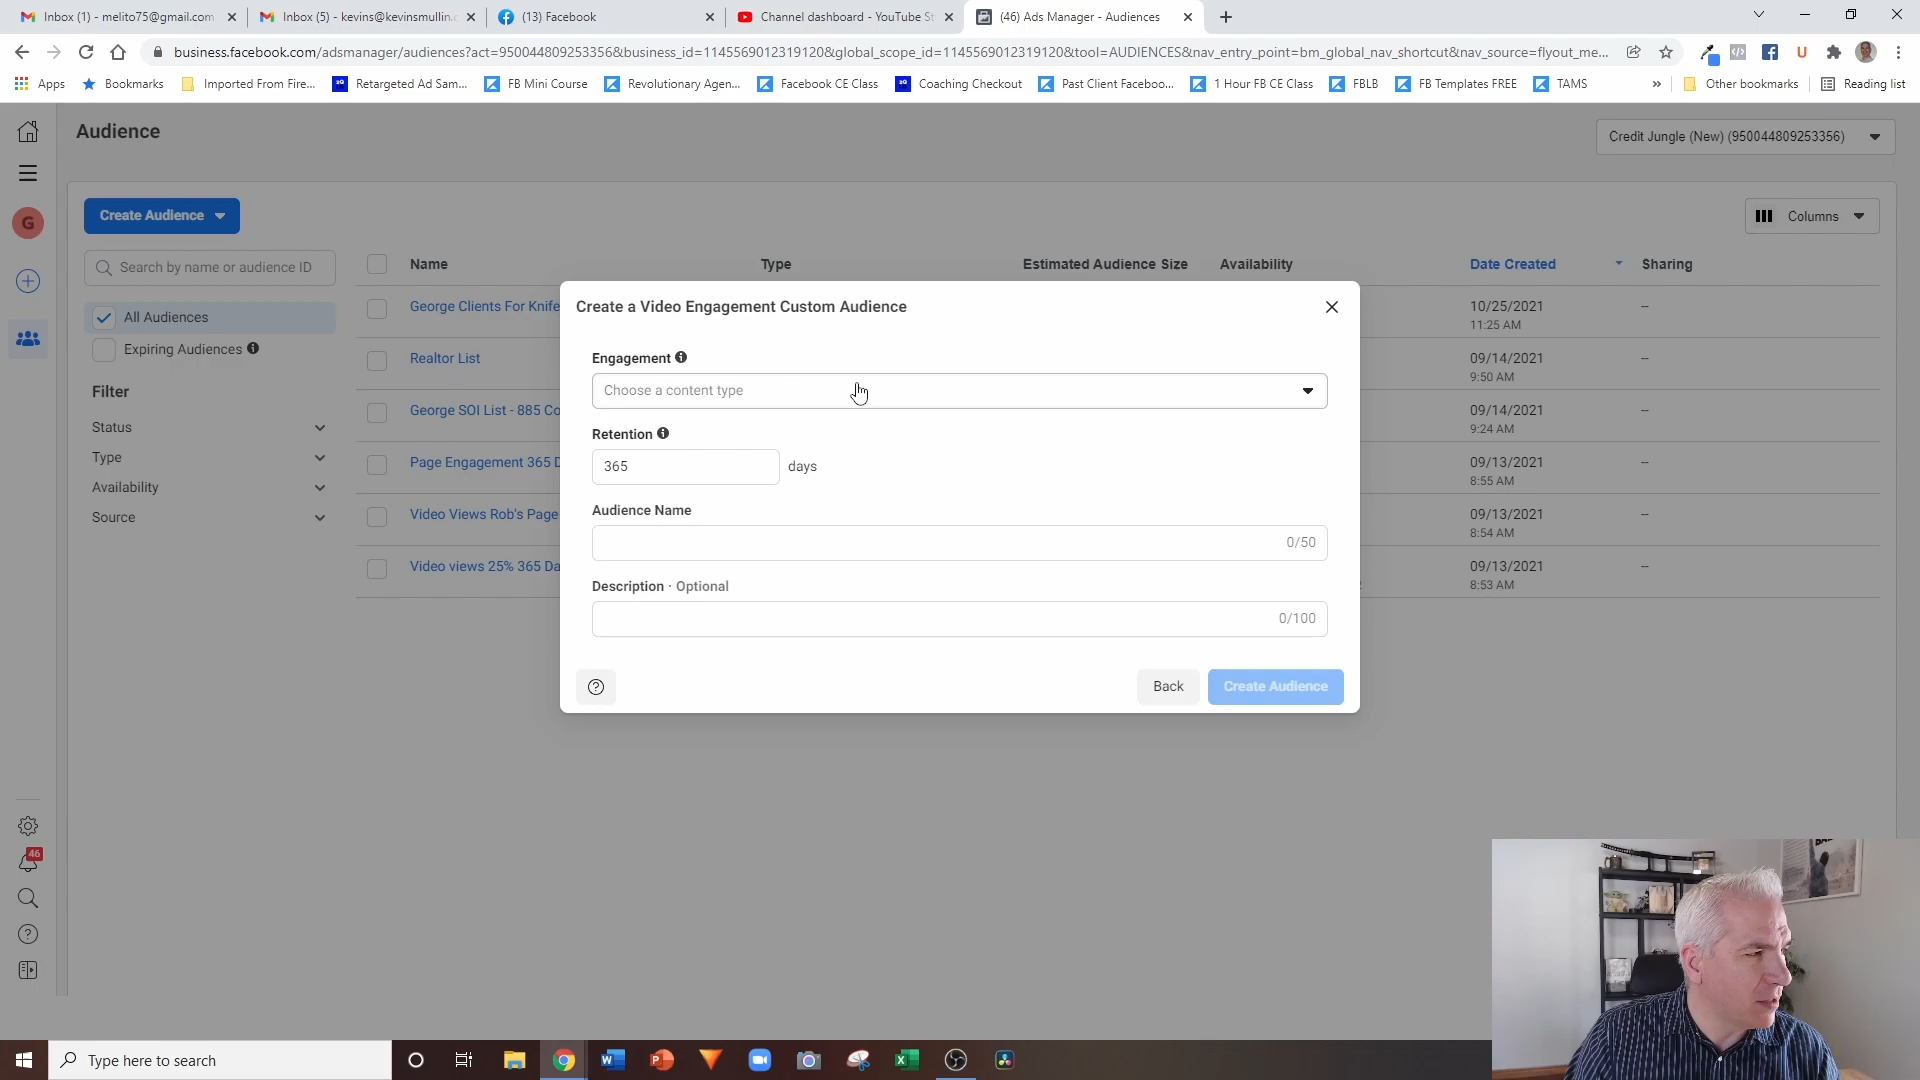 Inbox (1) - melito75@gmail.com
Inbox (5) - kevins@kevinsmullin.c
(13) Facebook
Channel dashboard - YouTube St
(46) Ads Manager - Audiences
business.facebook.com/adsmanager/audiences?act=950044809253356&business_id=1145569012319120&global_scope_id=1145569012319120&tool=AUDIENCES&nav_entry_point=bm_global_nav_shortcut&nav_source=flyout_me...
Apps
Bookmarks
Imported From Fire...
Retargeted Ad Sam...
FB Mini Course
Revolutionary Agen...
Facebook CE Class
Coaching Checkout
Past Client Faceboo...
1 Hour FB CE Class
FBLB
FB Templates FREE
TAMS
»
Other bookmarks
Reading list
Audience
Credit Jungle (New) (950044809253356)
G
Create Audience
Columns
Search by name or audience ID
All Audiences
Expiring Audiences
Filter
Status
Type
Availability
Source
Name
Type
Estimated Audience Size
Availability
Date Created
Sharing
George Clients For Knife
10/25/2021
11:25 AM
--
Realtor List
09/14/2021
9:50 AM
--
George SOI List - 885 Co
09/14/2021
9:24 AM
--
Page Engagement 365 D
09/13/2021
8:55 AM
--
Video Views Rob's Page
09/13/2021
8:54 AM
--
Video views 25% 365 Da
09/13/2021
8:53 AM
--
Create a Video Engagement Custom Audience
Engagement
Choose a content type
Retention
365
days
Audience Name
0/50
Description · Optional
0/100
Back
Create Audience
46
Type here to search